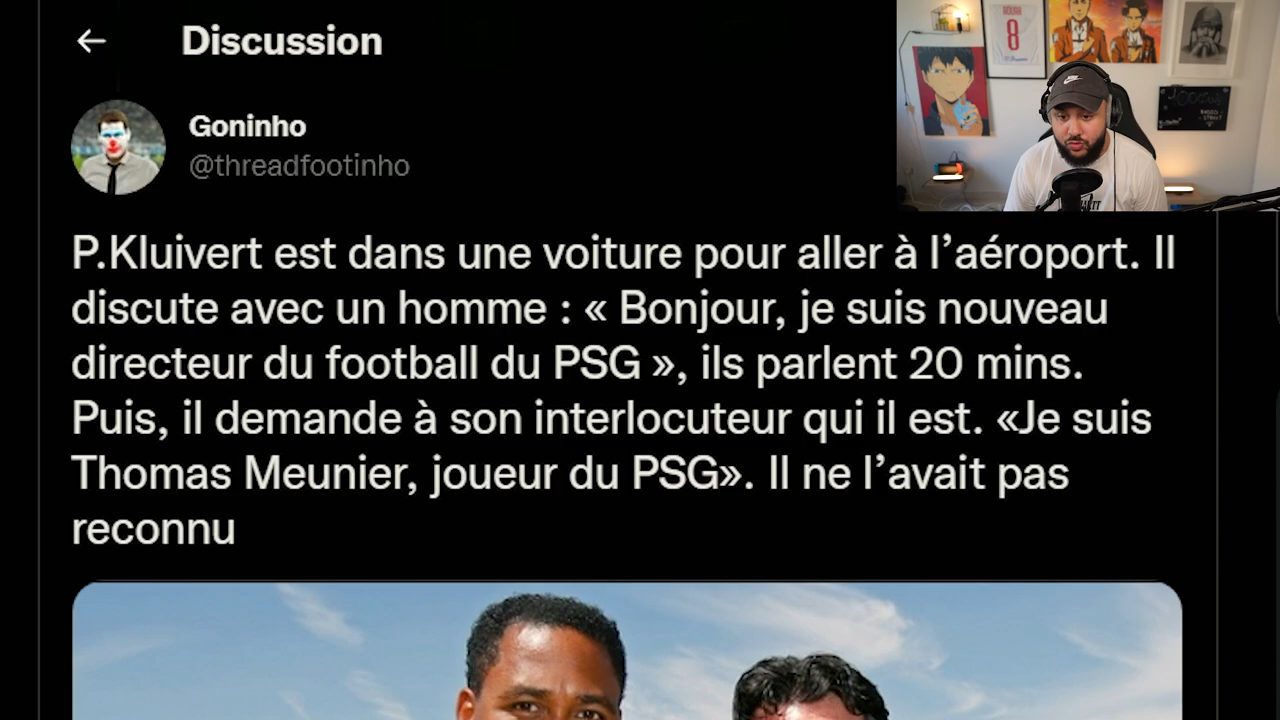 Discussion
Goninho
@threadfootinho
P.Kluivert est dans une voiture pour aller à l’aéroport. Il
discute avec un homme : « Bonjour, je suis nouveau
directeur du football du PSG », ils parlent 20 mins.
Puis, il demande à son interlocuteur qui il est. «Je suis
Thomas Meunier, joueur du PSG». Il ne l’avait pas
reconnu
8